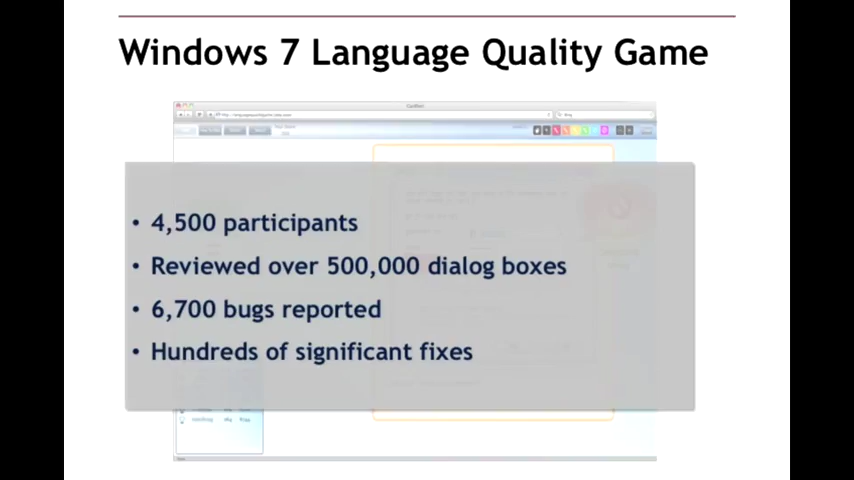 Windows 7 Language Quality Game
• 4,500 participants
• Reviewed over 500,000 dialog boxes
• 6,700 bugs reported
• Hundreds of significant fixes